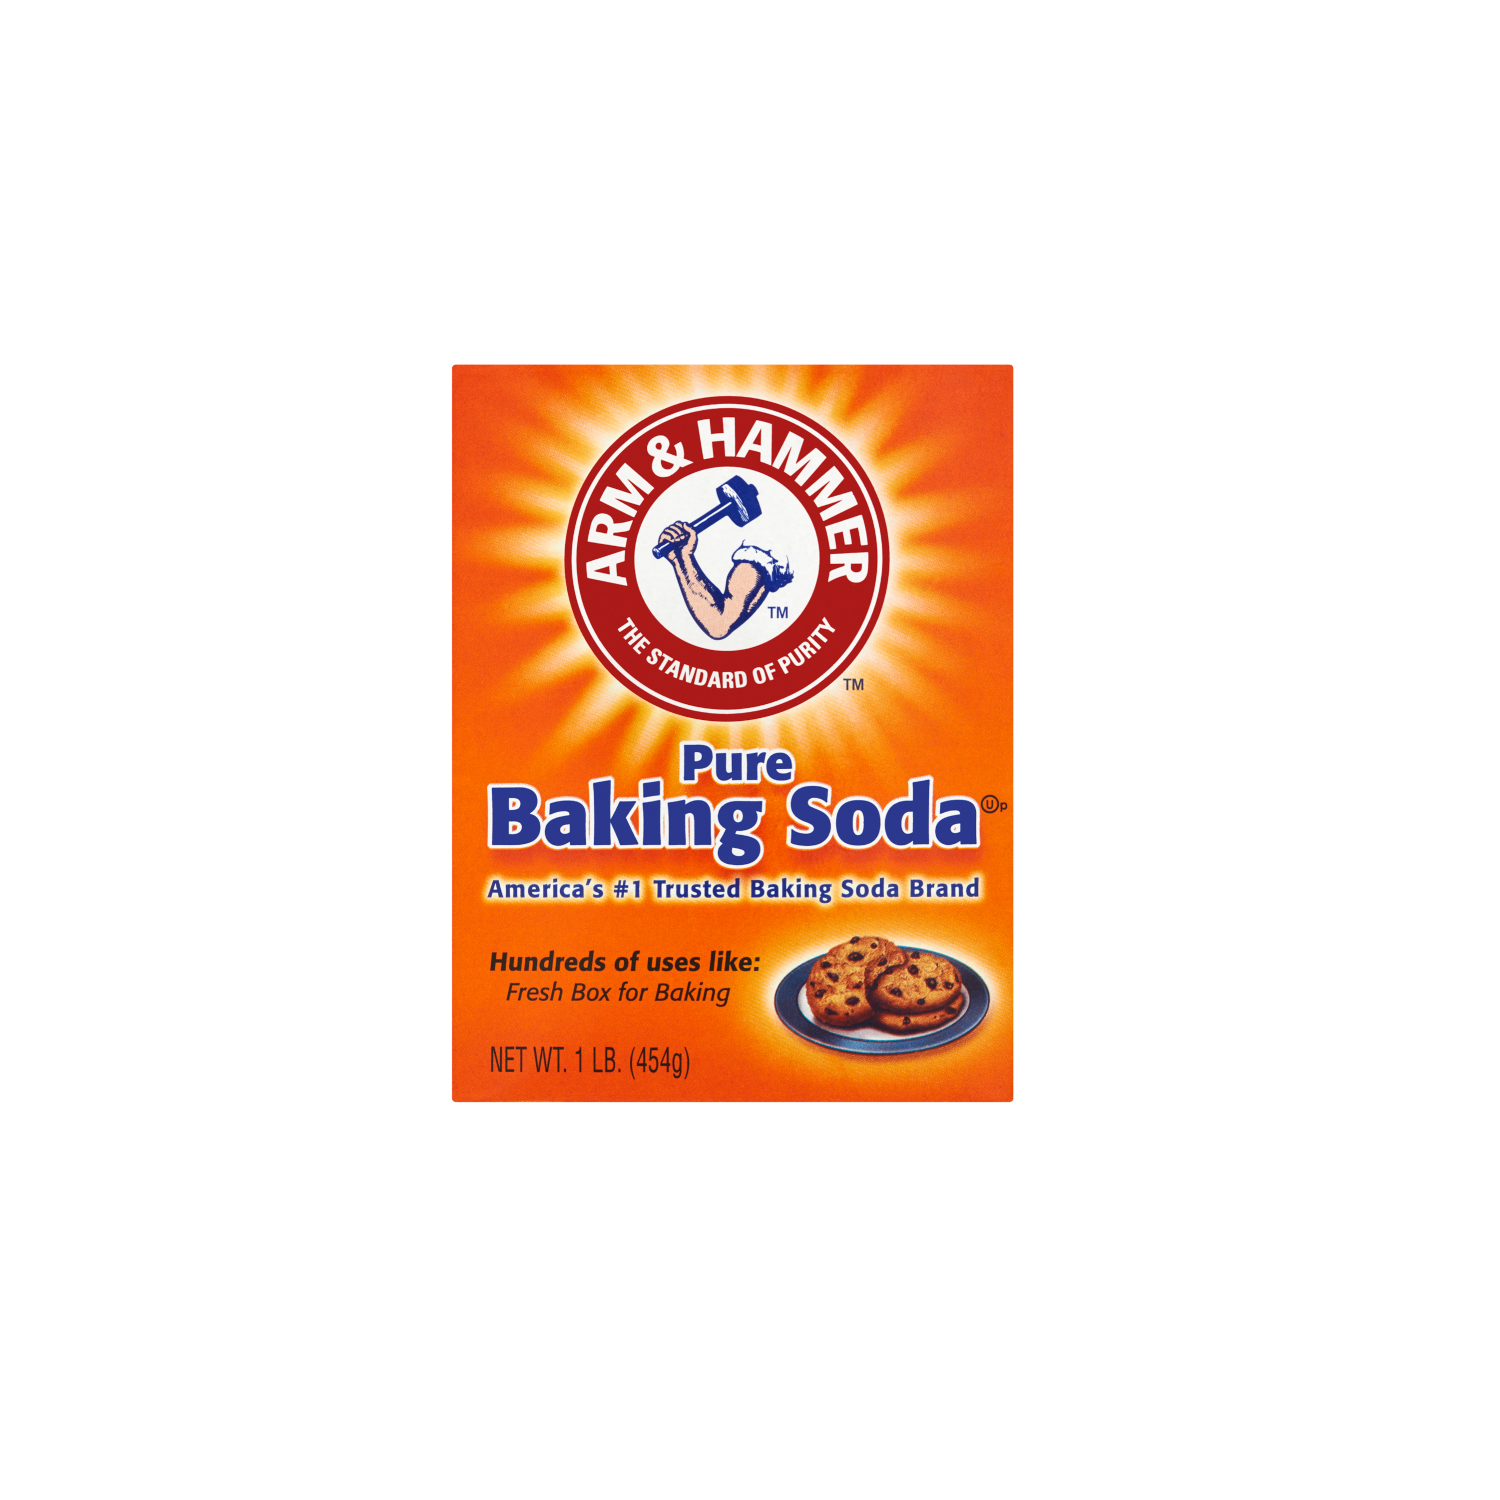 ARM & HAMMER
THE STANDARD OF PURITY
TM
TM
Pure
Baking Soda Ⓤp
America's #1 Trusted Baking Soda Brand
Hundreds of uses like:
Fresh Box for Baking
NET WT. 1 LB. (454g)